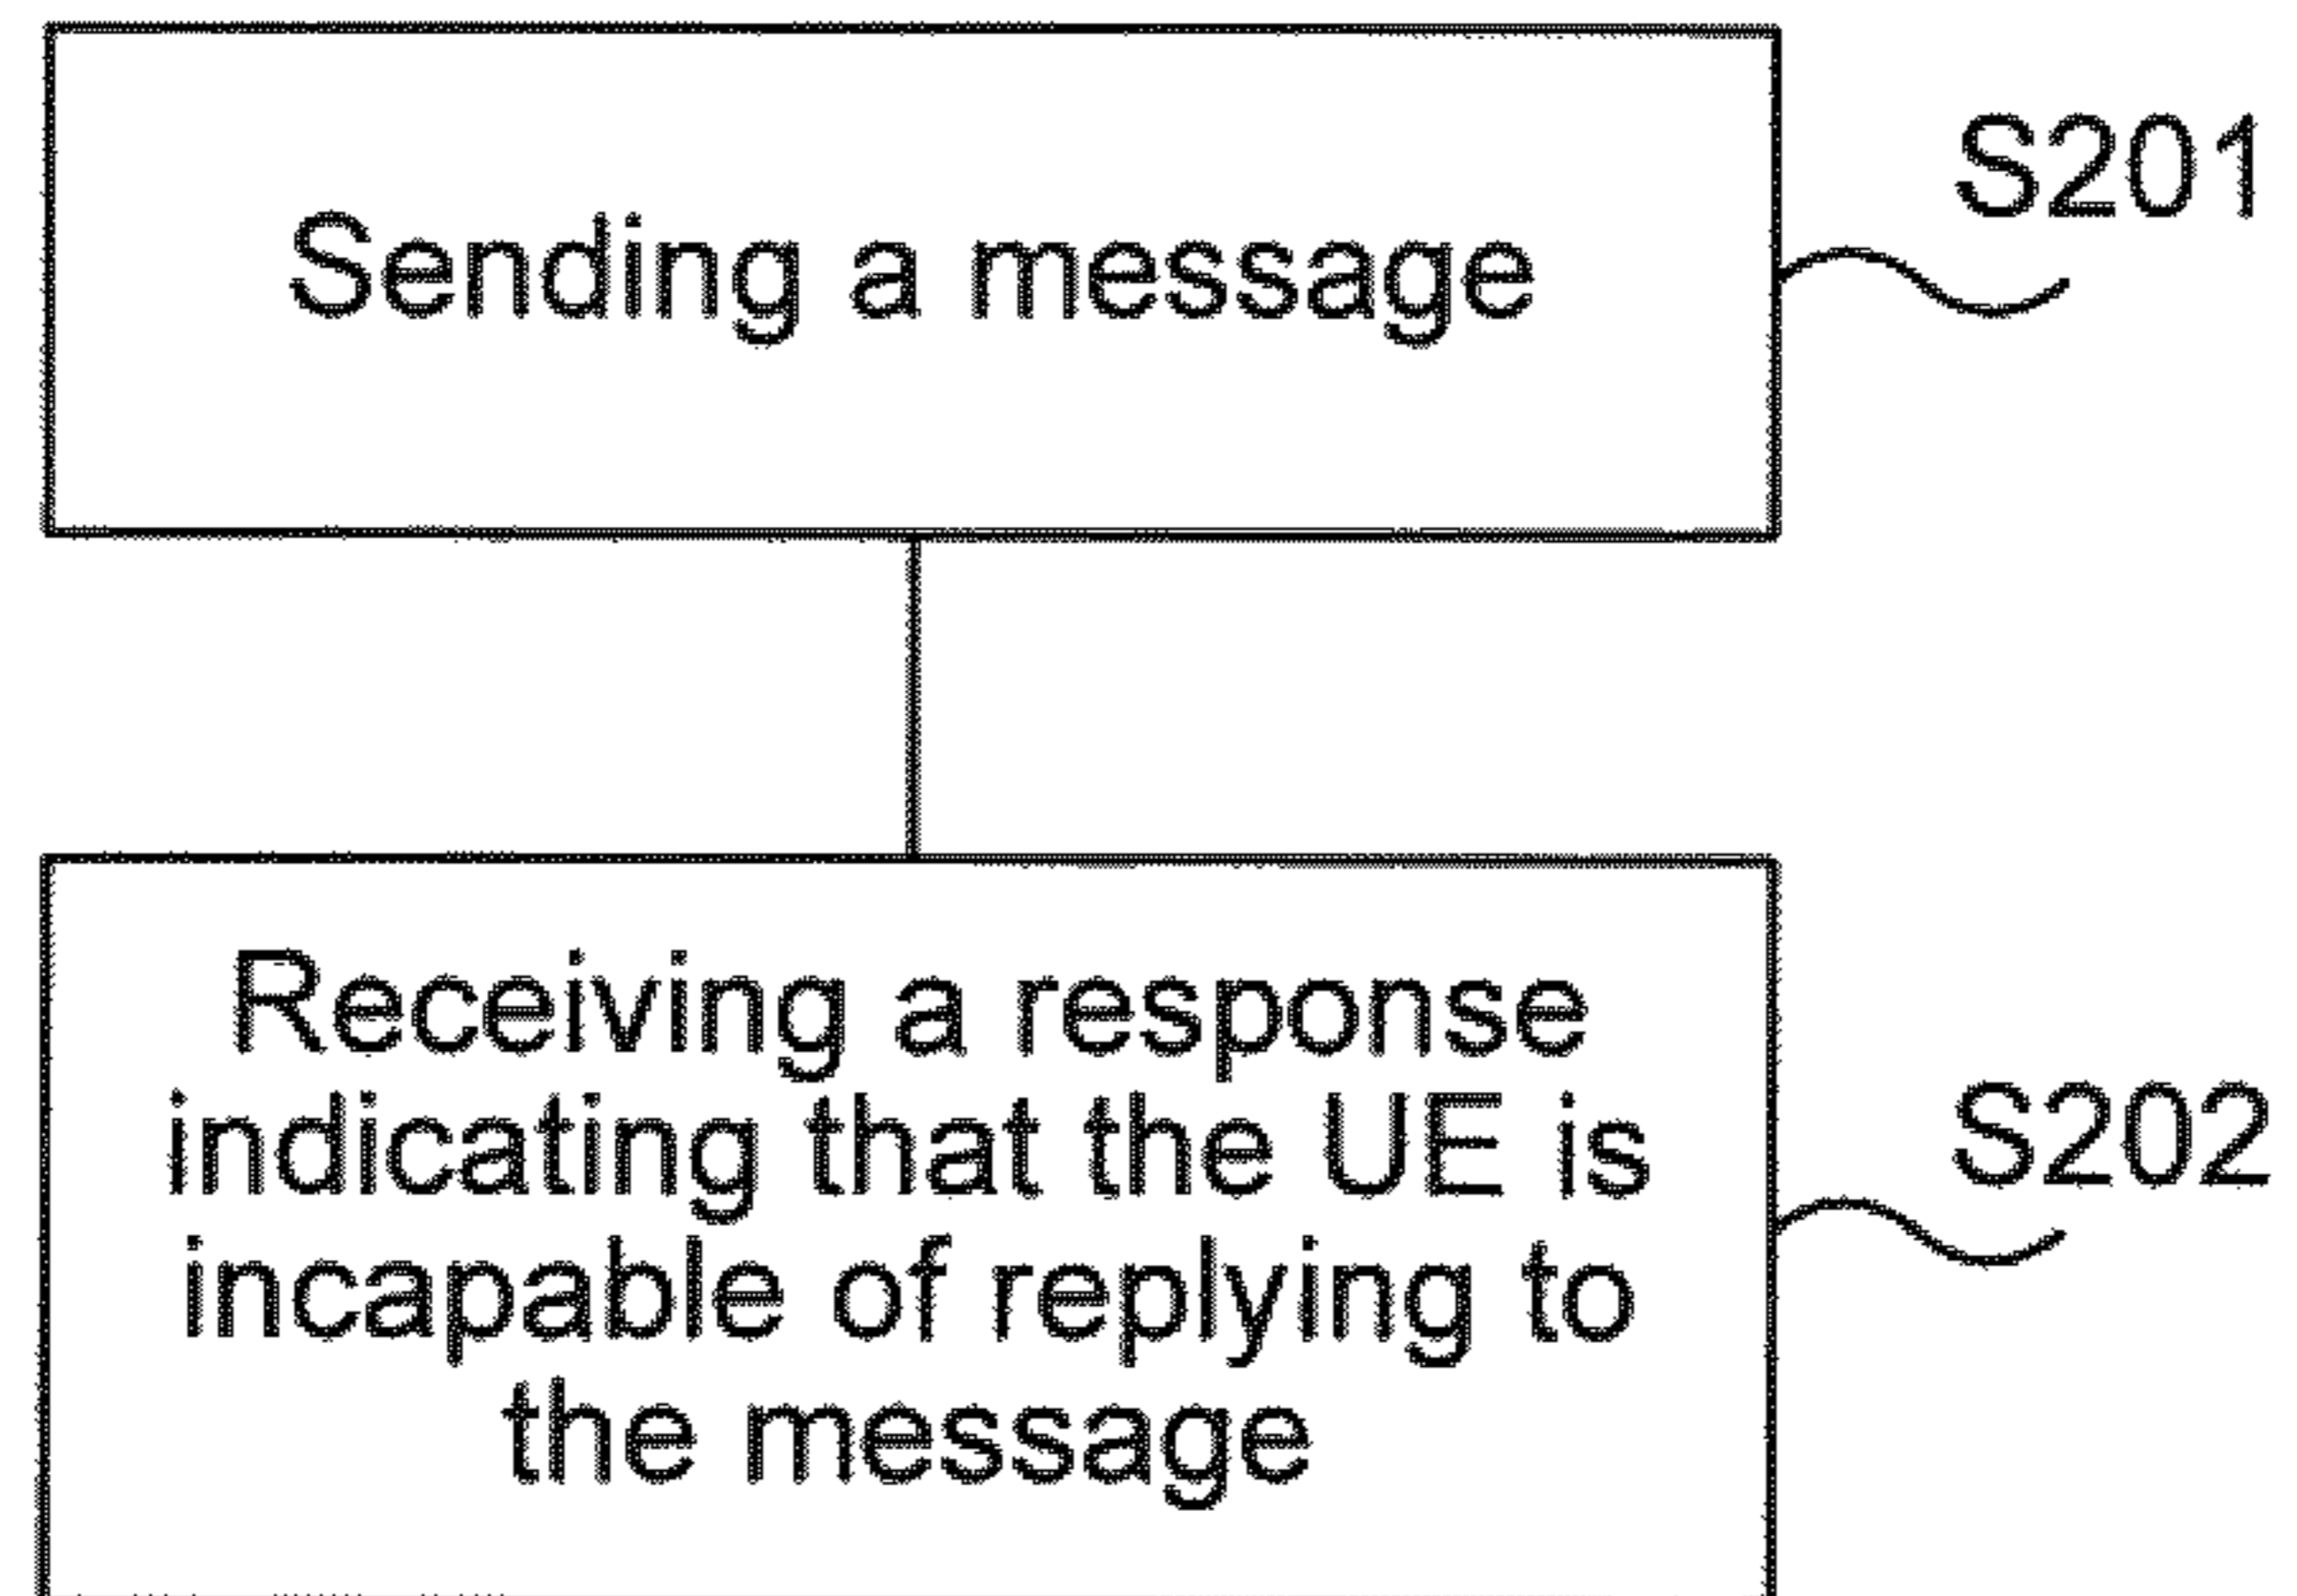 Sending a message
S201
Receiving a response
indicating that the UE is
incapable of replying to
the message
S202